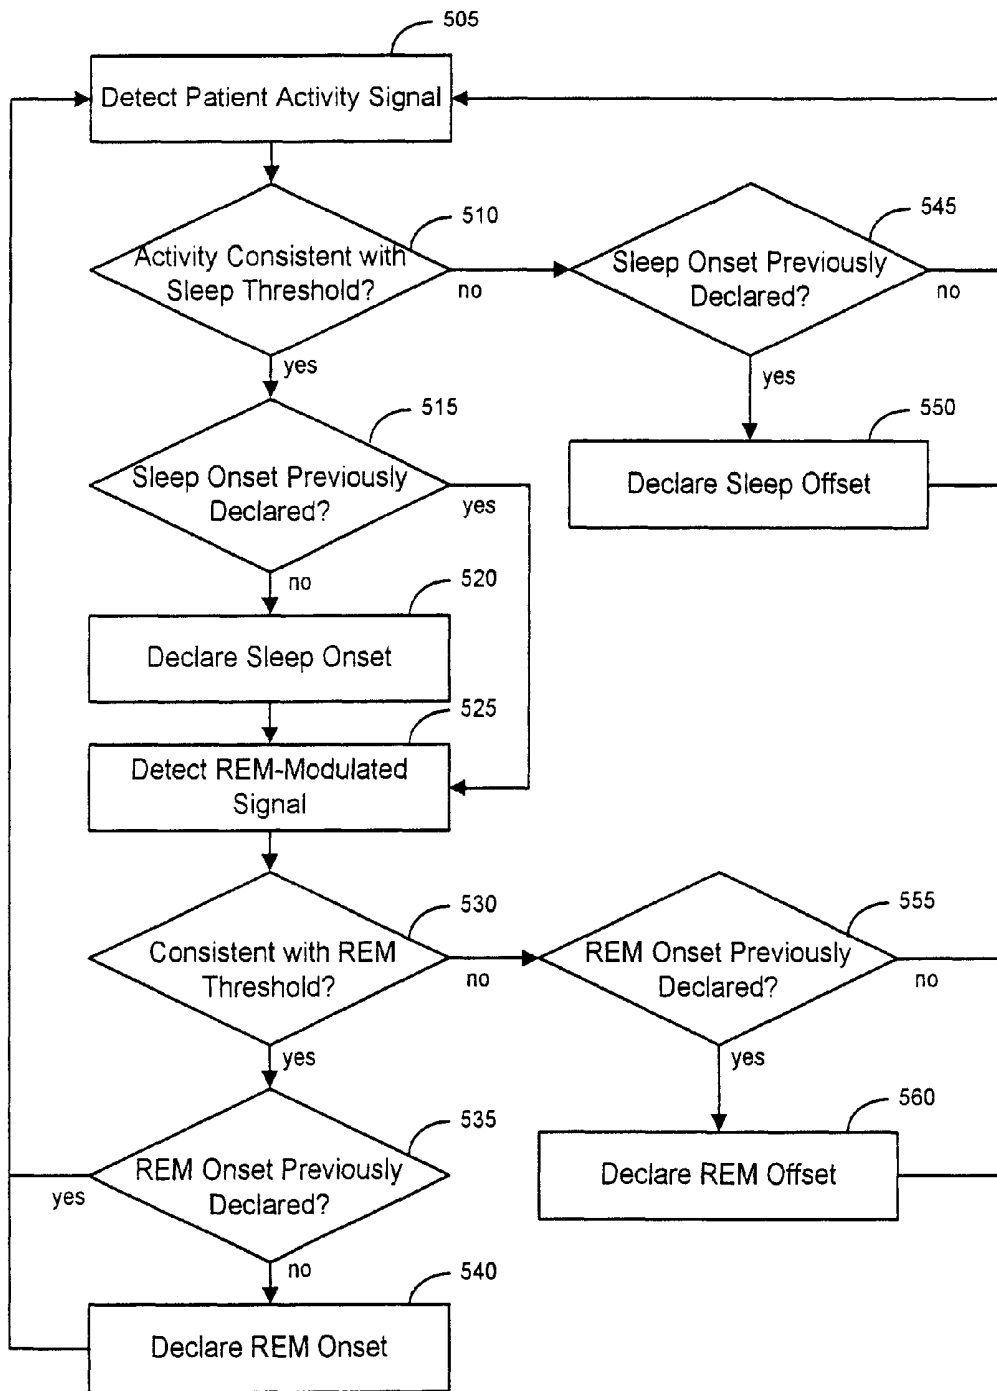 505
Detect Patient Activity Signal
510
Activity Consistent with
Sleep Threshold?
no
yes
545
Sleep Onset Previously
Declared?
no
yes
515
Sleep Onset Previously
Declared?
yes
no
550
Declare Sleep Offset
520
Declare Sleep Onset
525
Detect REM-Modulated
Signal
530
Consistent with REM
Threshold?
no
yes
555
REM Onset Previously
Declared?
no
yes
535
REM Onset Previously
Declared?
yes
no
560
Declare REM Offset
540
Declare REM Onset